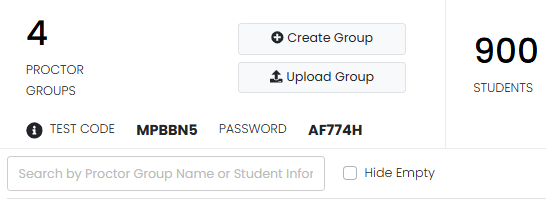 4
PROCTOR
GROUPS
Create Group
Upload Group
900
STUDENTS
TEST CODE MPBBN5 PASSWORD AF774H
Search by Proctor Group Name or Student Infor
Hide Empty